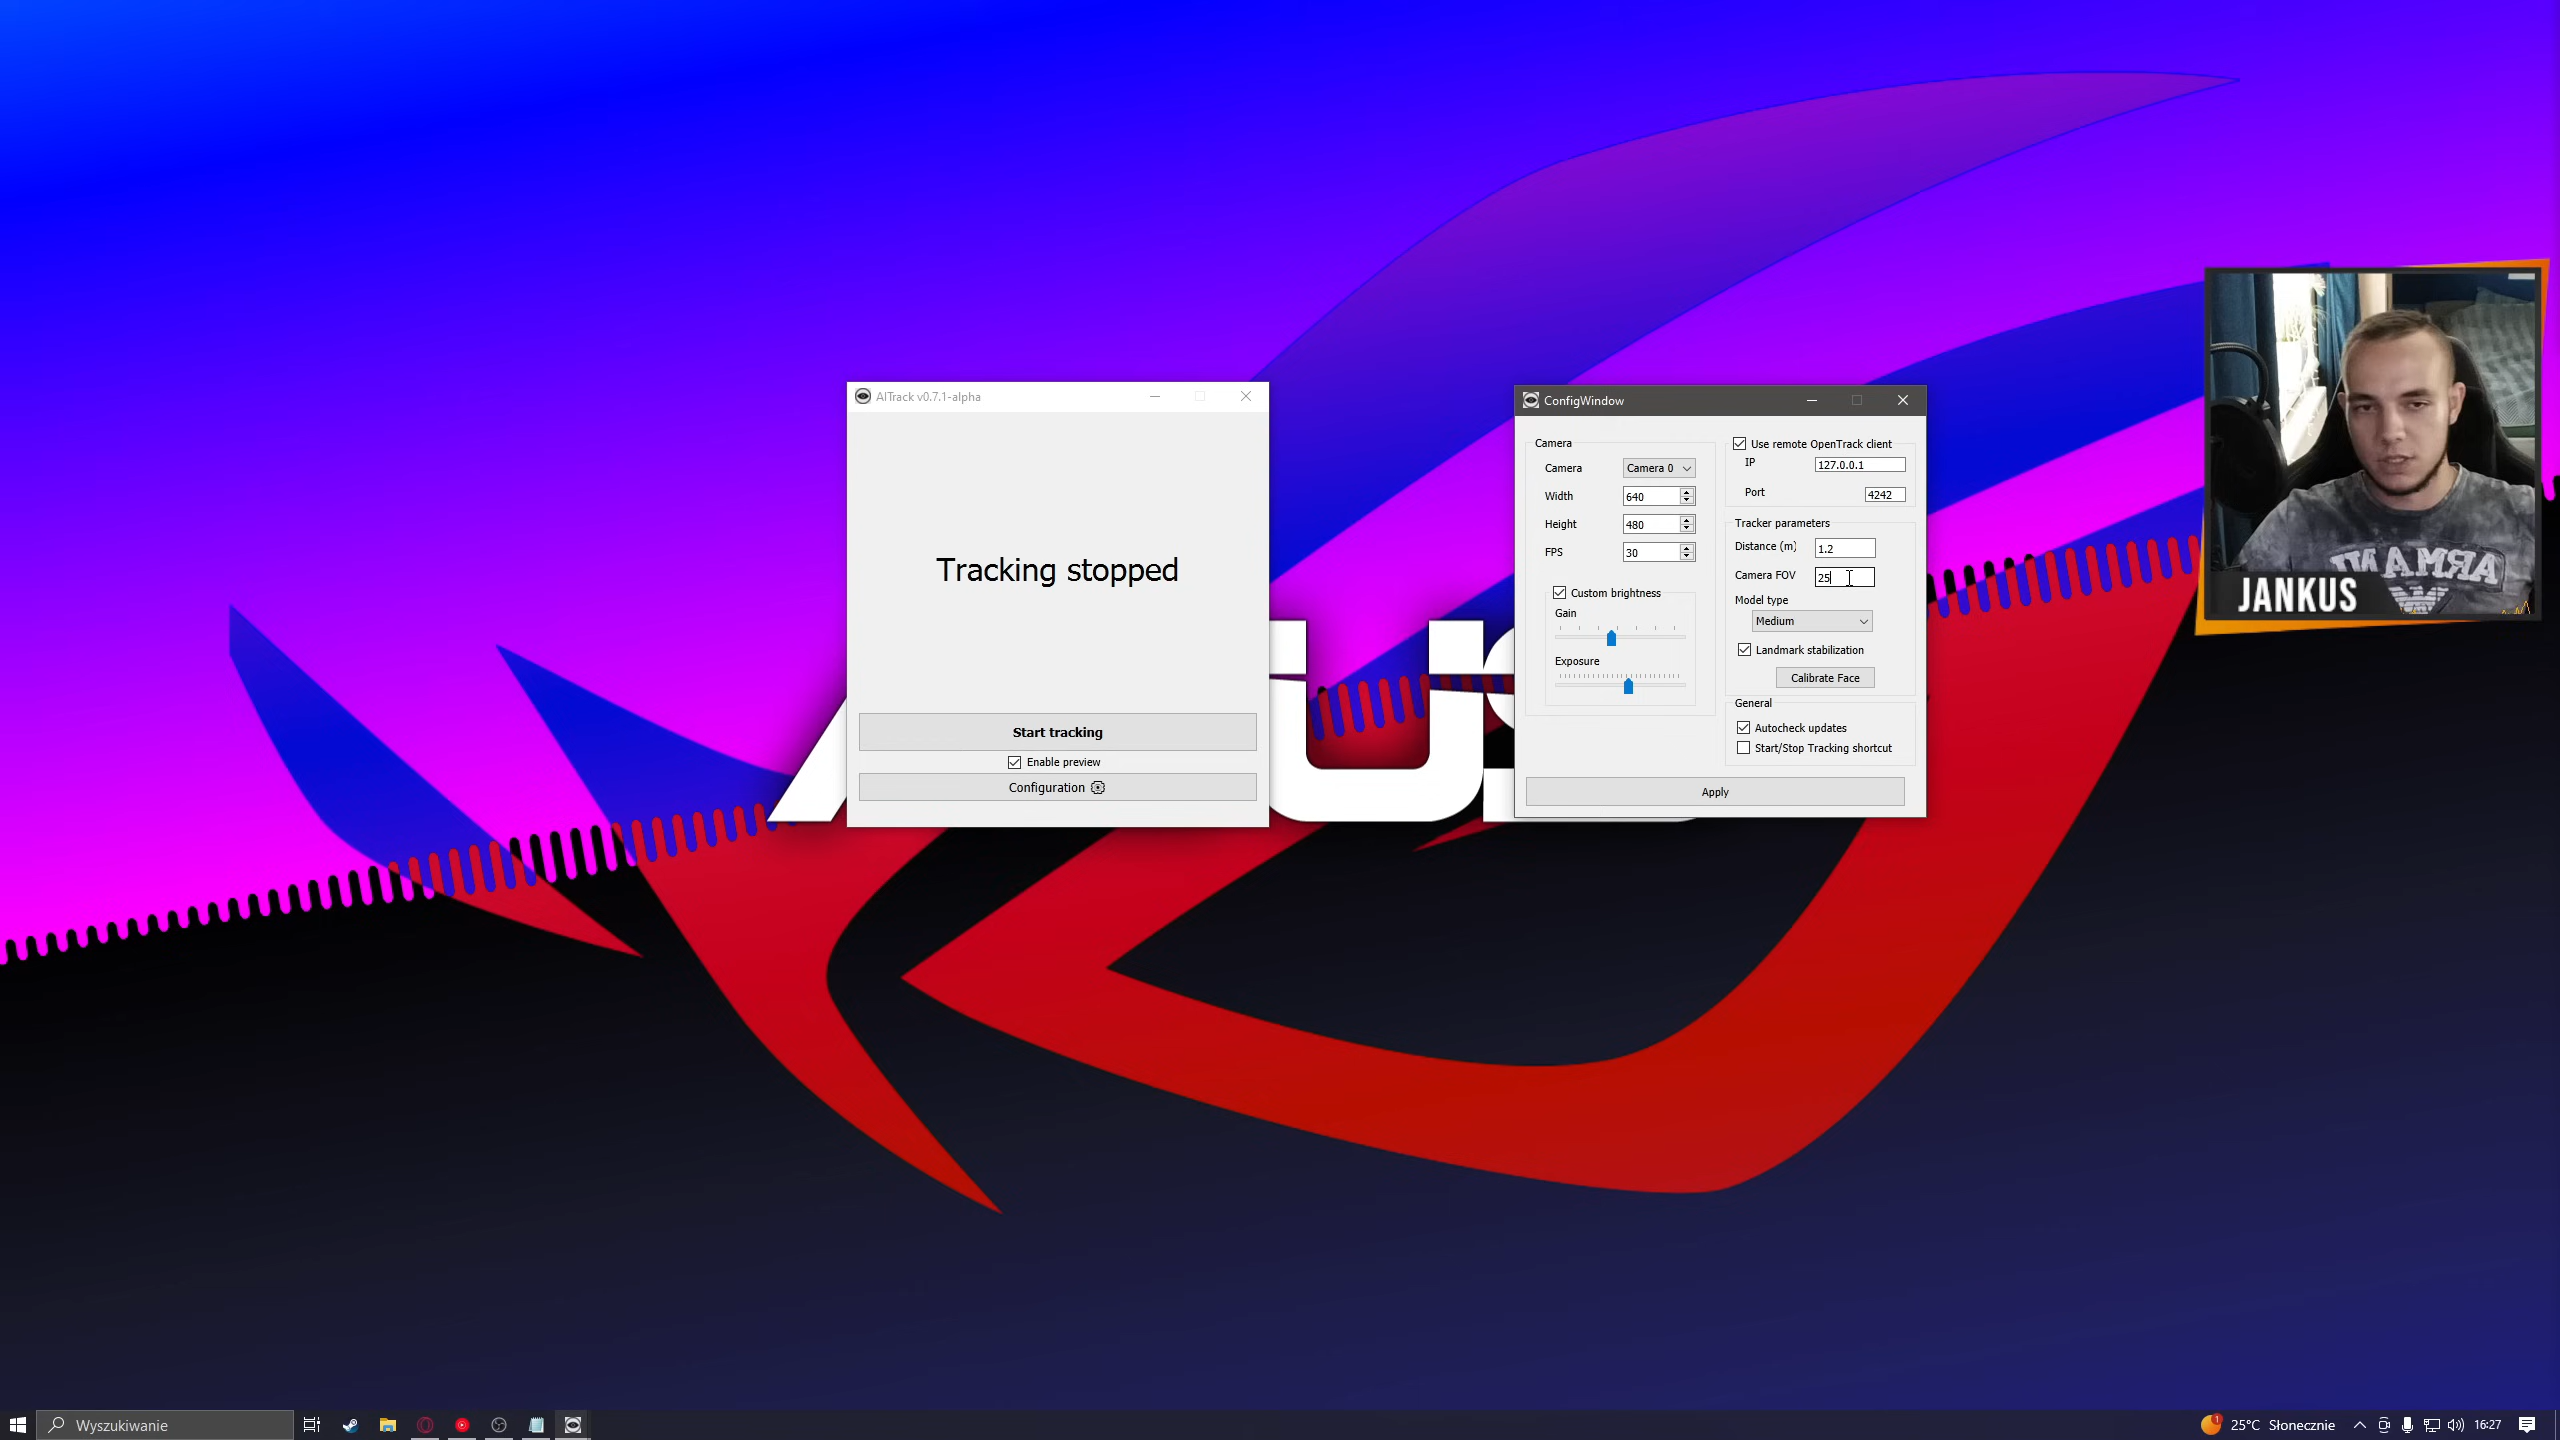 AITrack v0.7.1-alpha
Tracking stopped
Start tracking
Enable preview
Configuration
ConfigWindow
Camera
Camera Camera 0
Width 640
Height 480
FPS 30
Custom brightness
Gain
Exposure
Use remote OpenTrack client
IP 127.0.0.1
Port 4242
Tracker parameters
Distance (m) 1.2
Camera FOV 25
Model type
Medium
Landmark stabilization
Calibrate Face
General
Autocheck updates
Start/Stop Tracking shortcut
Apply
JANKUS
Wyszukiwanie
1
25°C Słonecznie
16:27